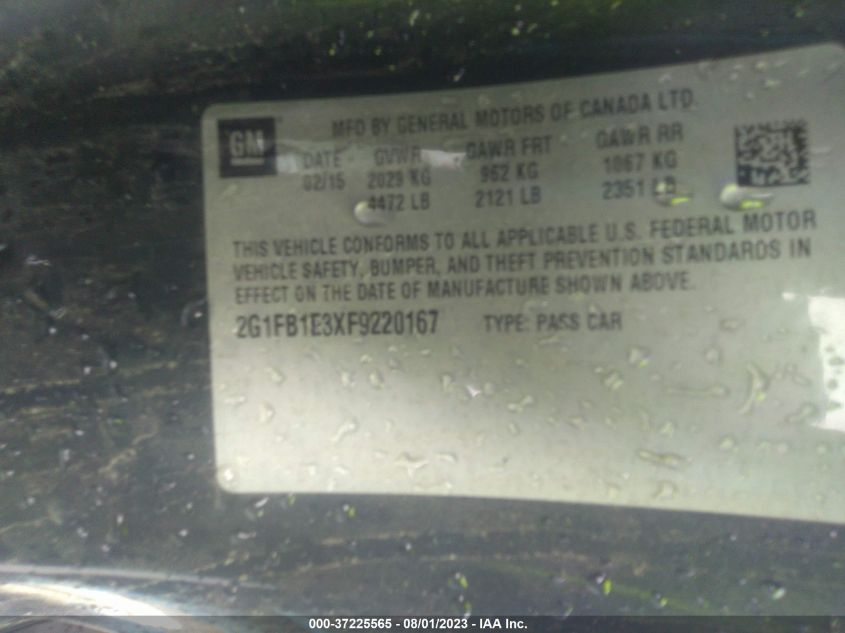 GM
MFD BY GENERAL MOTORS OF CANADA LTD.
DATE GVWR GAWR FRT GAWR RR
02/15 2029 KG 962 KG 1067 KG
4472 LB 2121 LB 2351 LB
THIS VEHICLE CONFORMS TO ALL APPLICABLE U.S. FEDERAL MOTOR
VEHICLE SAFETY, BUMPER, AND THEFT PREVENTION STANDARDS IN
EFFECT ON THE DATE OF MANUFACTURE SHOWN ABOVE.
2G1FB1E3XF9220167 TYPE: PASS CAR
000-37225565 - 08/01/2023 - IAA Inc.